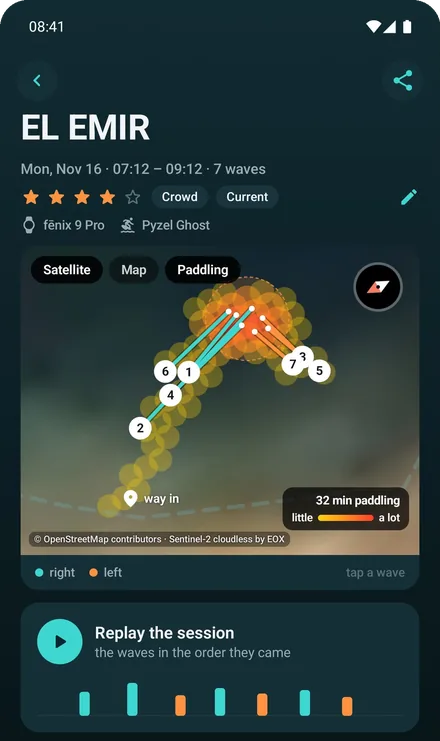 08:41
EL EMIR
Mon, Nov 16 · 07:12 – 09:12 · 7 waves
Crowd Current
fēnix 9 Pro Pyzel Ghost
Satellite Map Paddling
6 1 3 7 5
4
2
way in
32 min paddling
little a lot
© OpenStreetMap contributors · Sentinel-2 cloudless by EOX
right left tap a wave
Replay the session
the waves in the order they came